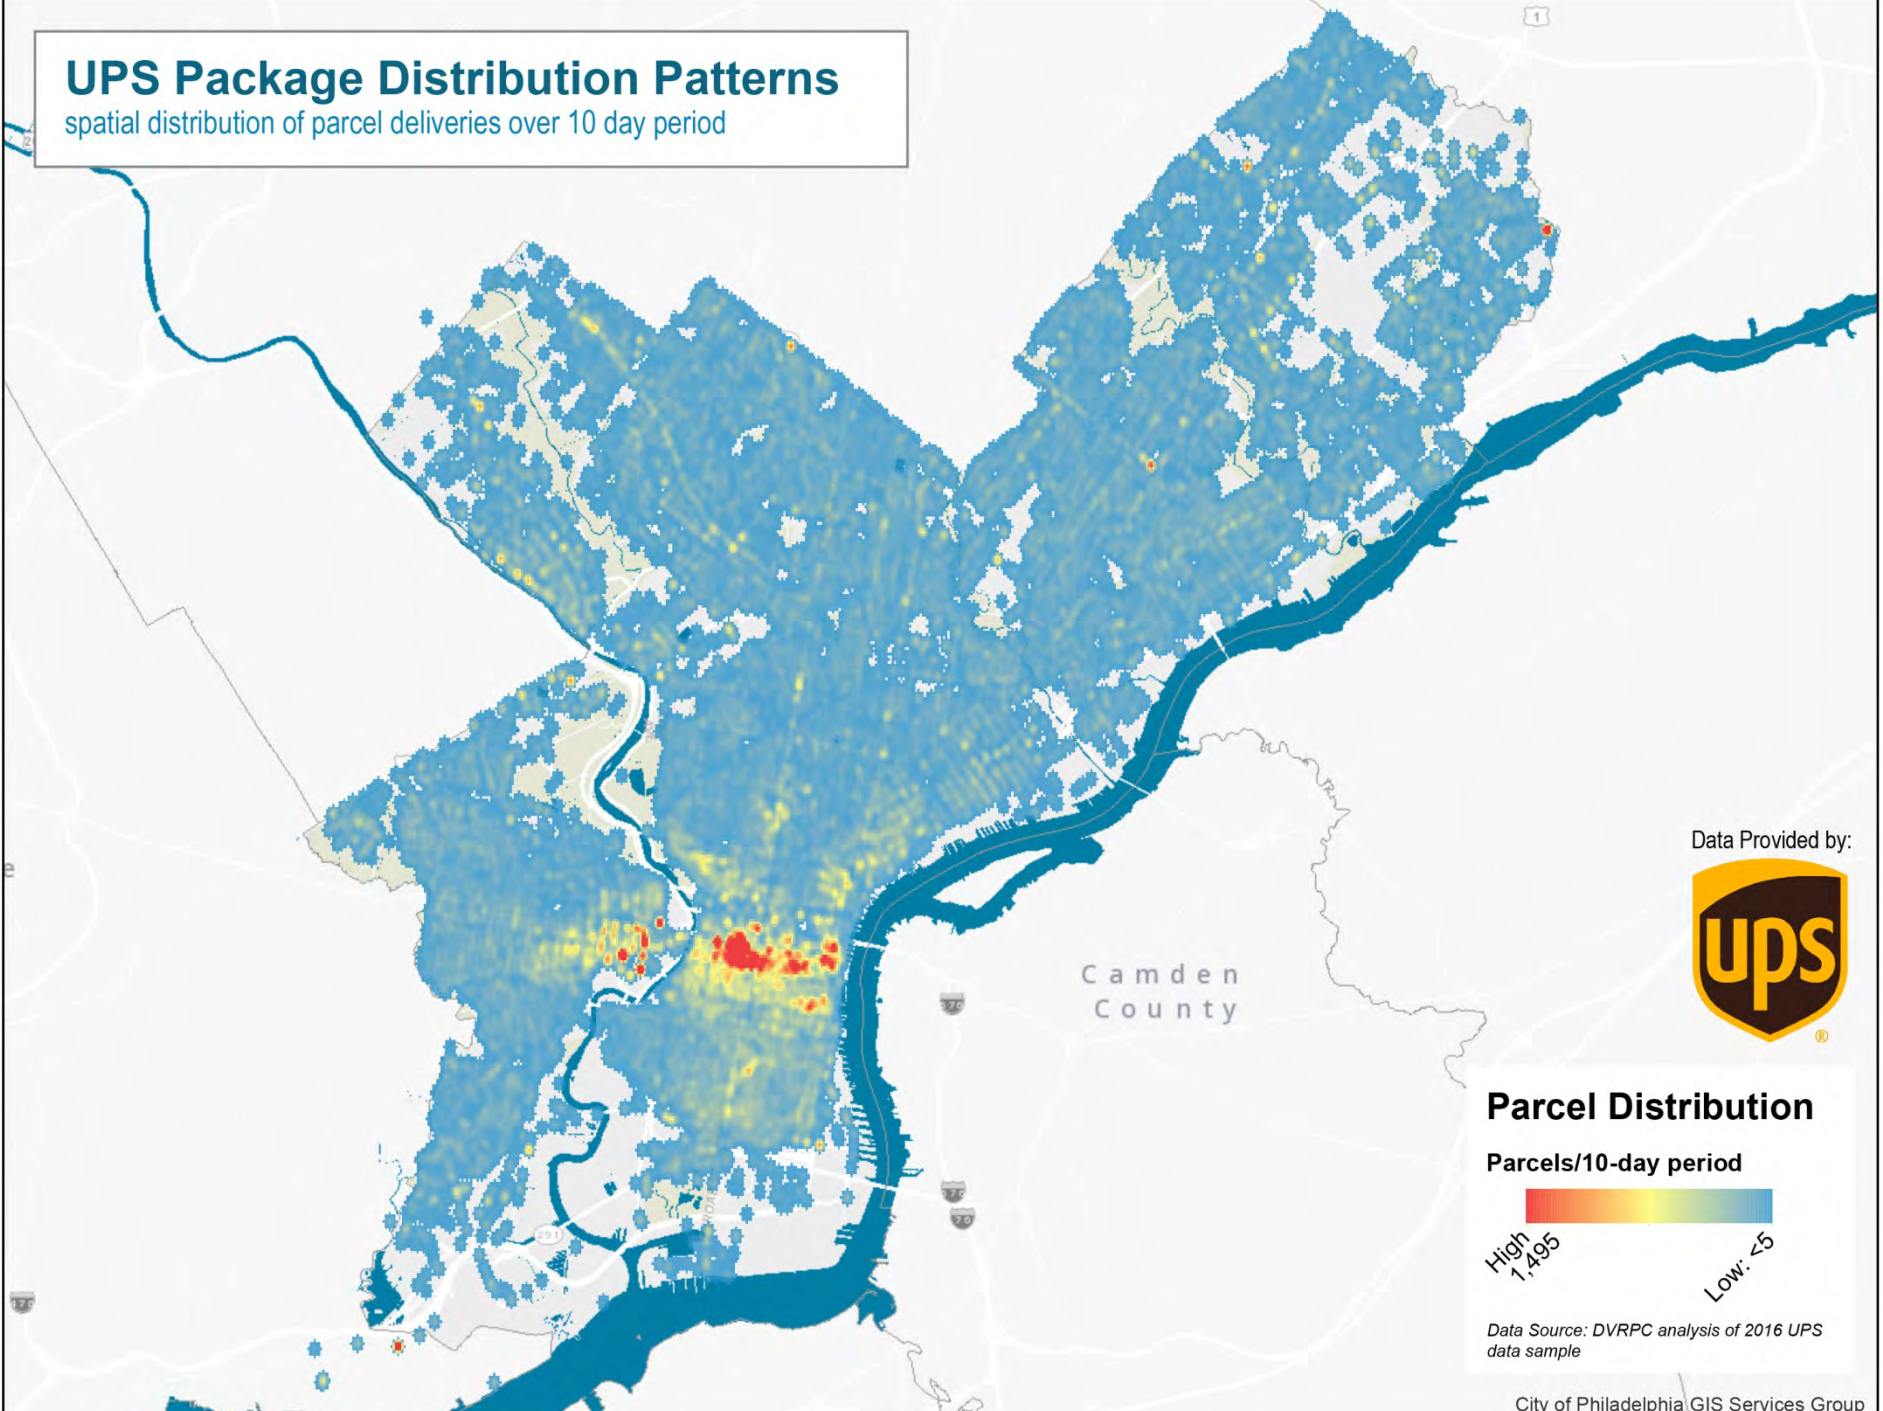 UPS Package Distribution Patterns
spatial distribution of parcel deliveries over 10 day period
1
Data Provided by:
ups
®
Camden
County
291
Parcel Distribution
Parcels/10-day period
High
1,495
Low: <5
Data Source: DVRPC analysis of 2016 UPS
data sample
City of Philadelphia GIS Services Group